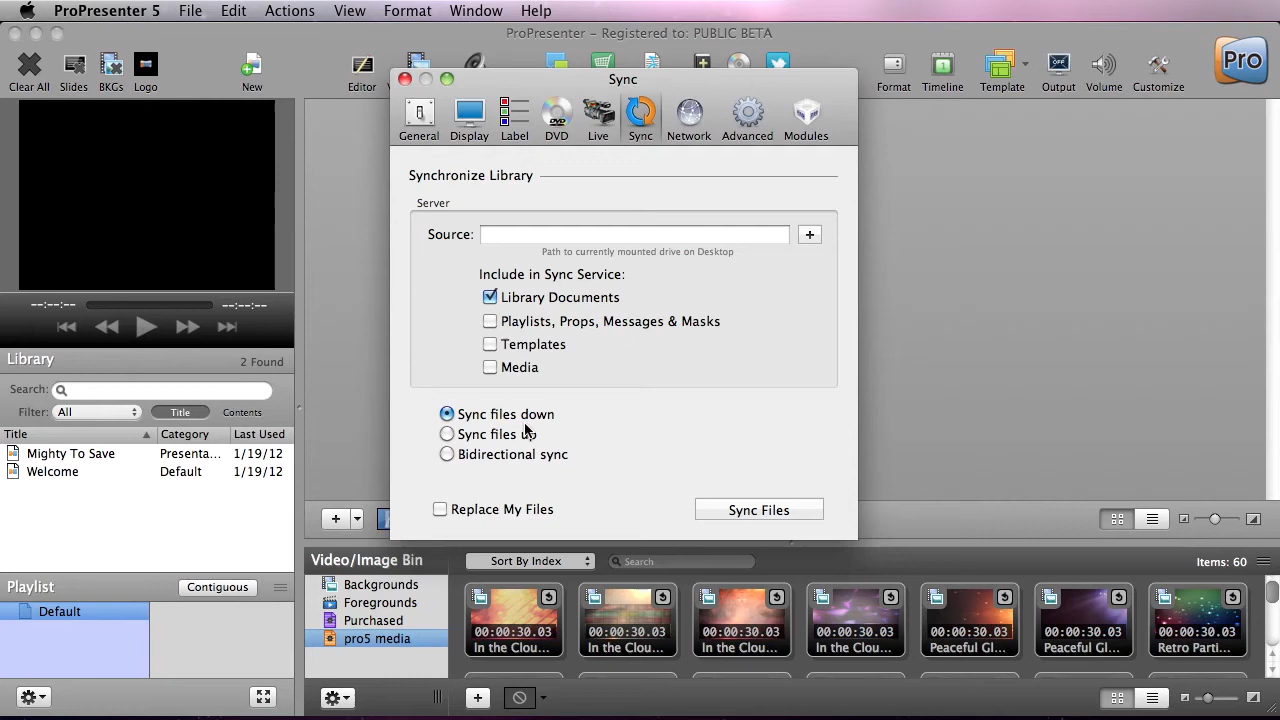 ProPresenter 5 File Edit Actions View Format Window Help
ProPresenter - Registered to: PUBLIC BETA
Clear All Slides BKGs Logo New Editor Format Timeline Template Output Volume Customize
Pro
Sync
General Display Label DVD Live Sync Network Advanced Modules
Synchronize Library
Server
Source: +
Path to currently mounted drive on Desktop
Include in Sync Service:
Library Documents
Playlists, Props, Messages & Masks
Templates
Media
Sync files down
Sync files up
Bidirectional sync
Replace My Files Sync Files
--:--:-- --:--:--
Library 2 Found
Search:
Filter: All Title Contents
Title Category Last Used
Mighty To Save Presenta... 1/19/12
Welcome Default 1/19/12
Playlist Contiguous
Default
Video/Image Bin Sort By Index Search Items: 60
Backgrounds
Foregrounds
Purchased
pro5 media
00:00:30.03 00:00:30.03 00:00:30.03 00:00:30.03 00:00:30.03 00:00:30.03 00:00:30.03
In the Clou... In the Clou... In the Clou... In the Clou... Peaceful Gl... Peaceful Gl... Retro Parti...